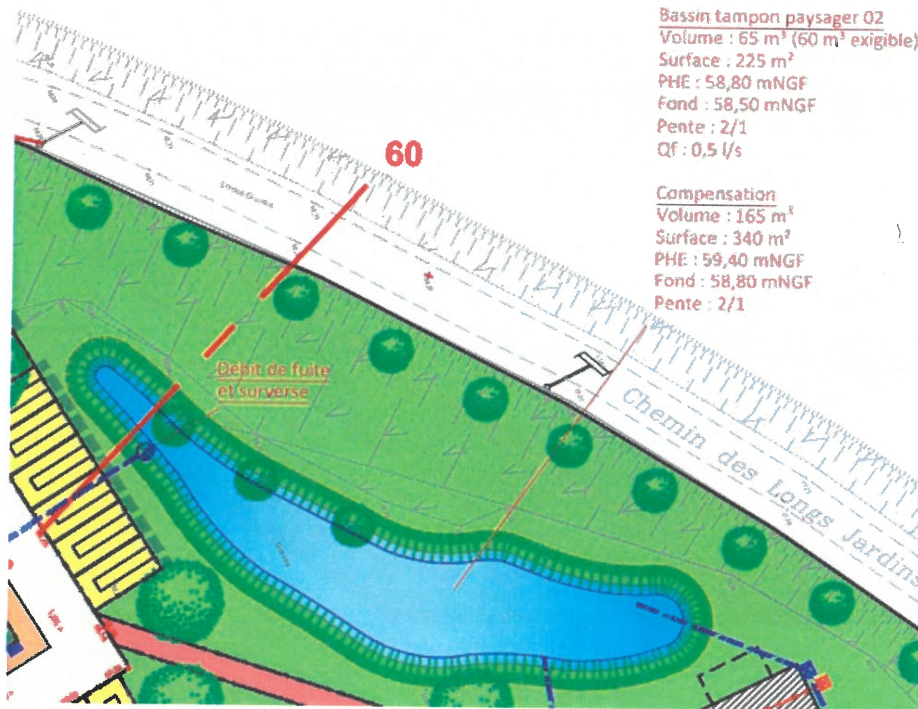 Bassin tampon paysager 02
Volume : 65 m³ (60 m³ exigible)
Surface : 225 m²
PHE : 58,80 mNGF
Fond : 58,50 mNGF
Pente : 2/1
Qf : 0,5 l/s
Compensation
Volume : 165 m³
Surface : 340 m²
PHE : 59,40 mNGF
Fond : 58,80 mNGF
Pente : 2/1
60
Débit de fuite
et surverse
Chemin des Longs Jardins